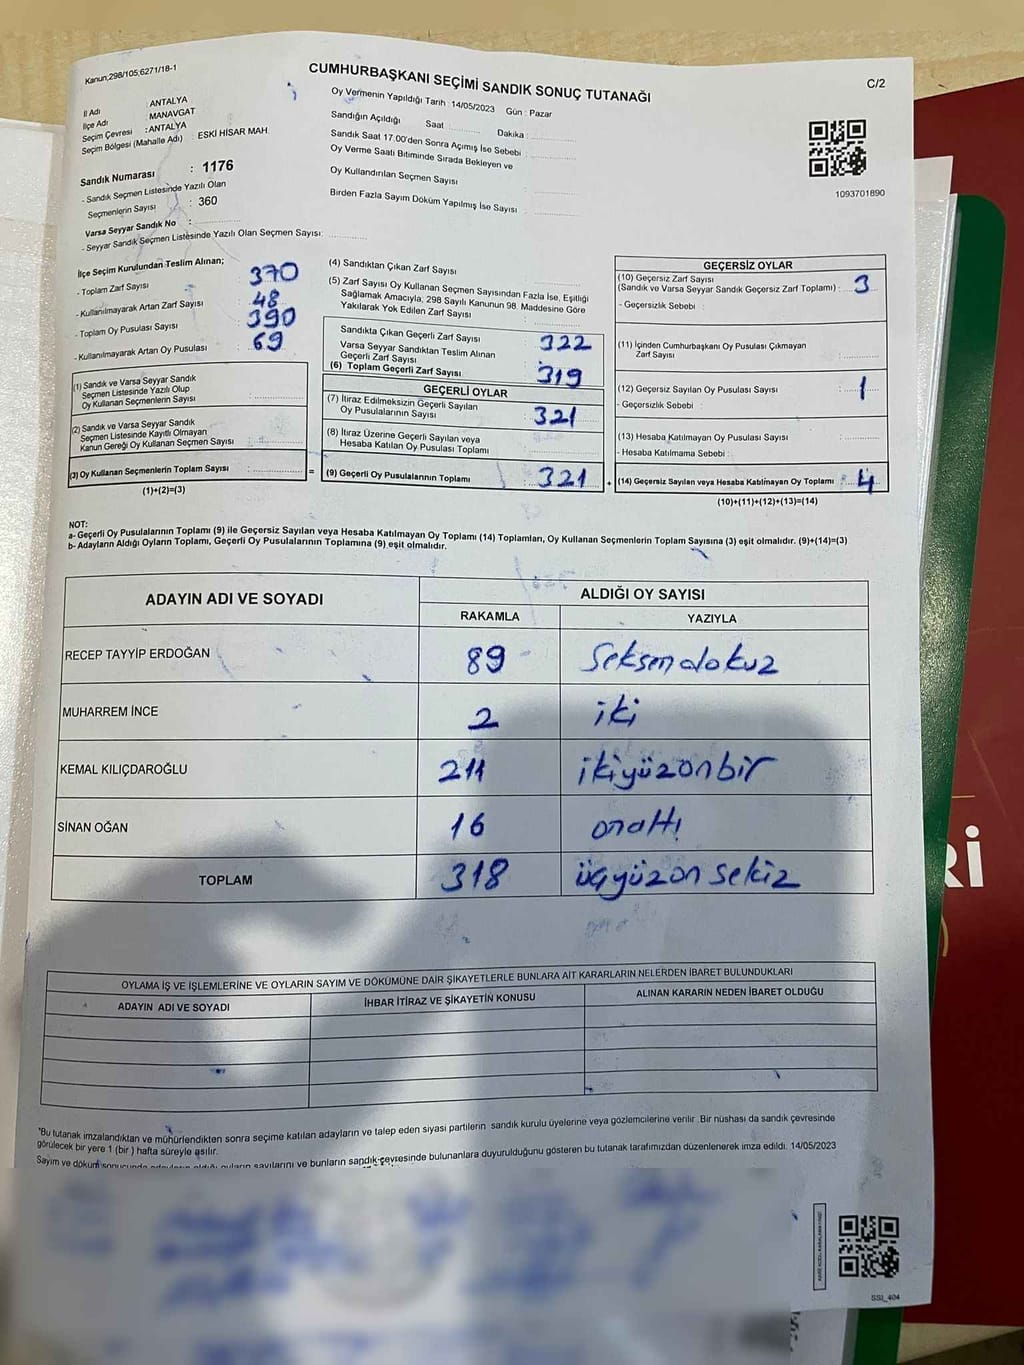 Kanun;298/105;6271/18-1
CUMHURBAŞKANI SEÇİMİ SANDIK SONUÇ TUTANAĞI
C/2
İl Adı : ANTALYA
İlçe Adı : MANAVGAT
Seçim Çevresi : ANTALYA
Seçim Bölgesi (Mahalle Adı) : ESKİ HİSAR MAH.
Sandık Numarası : 1176
- Sandık Seçmen Listesinde Yazılı Olan
Seçmenlerin Sayısı : 360
Varsa Seyyar Sandık No :
- Seyyar Sandık Seçmen Listesinde Yazılı Olan Seçmen Sayısı:
Oy Vermenin Yapıldığı Tarih : 14/05/2023 Gün : Pazar
Sandığın Açıldığı Saat Dakika :
Sandık Saat 17.00'den Sonra Açımış İse Sebebi :
Oy Verme Saati Bitiminde Sırada Bekleyen ve
Oy Kullandırılan Seçmen Sayısı :
Birden Fazla Sayım Döküm Yapılmış İse Sayısı :
1093701890
İlçe Seçim Kurulundan Teslim Alınan;
- Toplam Zarf Sayısı 370
- Kullanılmayarak Artan Zarf Sayısı 48
- Toplam Oy Pusulası Sayısı 390
- Kullanılmayarak Artan Oy Pusulası 69
(1) Sandık ve Varsa Seyyar Sandık
Seçmen Listesinde Yazılı Olup
Oy Kullanan Seçmenlerin Sayısı
(2) Sandık ve Varsa Seyyar Sandık
Seçmen Listesinde Kayıtlı Olmayan
Kanun Gereği Oy Kullanan Seçmen Sayısı
(3) Oy Kullanan Seçmenlerin Toplam Sayısı : =
(1)+(2)=(3)
(4) Sandıktan Çıkan Zarf Sayısı
(5) Zarf Sayısı Oy Kullanan Seçmen Sayısından Fazla İse, Eşitliği
Sağlamak Amacıyla, 298 Sayılı Kanunun 98. Maddesine Göre
Yakılarak Yok Edilen Zarf Sayısı :
Sandıkta Çıkan Geçerli Zarf Sayısı 322
Varsa Seyyar Sandıktan Teslim Alınan
Geçerli Zarf Sayısı
(6) Toplam Geçerli Zarf Sayısı 319
GEÇERLİ OYLAR
(7) İtiraz Edilmeksizin Geçerli Sayılan
Oy Pusulalarının Sayısı 321
(8) İtiraz Üzerine Geçerli Sayılan veya
Hesaba Katılan Oy Pusulası Toplamı
(9) Geçerli Oy Pusulalarının Toplamı 321 +
GEÇERSİZ OYLAR
(10) Geçersiz Zarf Sayısı
(Sandık ve Varsa Seyyar Sandık Geçersiz Zarf Toplamı) : 3
- Geçersizlik Sebebi :
(11) İçinden Cumhurbaşkanı Oy Pusulası Çıkmayan
Zarf Sayısı :
(12) Geçersiz Sayılan Oy Pusulası Sayısı : 1
- Geçersizlik Sebebi :
(13) Hesaba Katılmayan Oy Pusulası Sayısı :
- Hesaba Katılmama Sebebi :
(14) Geçersiz Sayılan veya Hesaba Katılmayan Oy Toplamı : 4
(10)+(11)+(12)+(13)=(14)
NOT:
a- Geçerli Oy Pusulalarının Toplamı (9) ile Geçersiz Sayılan veya Hesaba Katılmayan Oy Toplamı (14) Toplamları, Oy Kullanan Seçmenlerin Toplam Sayısına (3) eşit olmalıdır. (9)+(14)=(3)
b- Adayların Aldığı Oyların Toplamı, Geçerli Oy Pusulalarının Toplamına (9) eşit olmalıdır.
ADAYIN ADI VE SOYADI ALDIĞI OY SAYISI
RAKAMLA YAZIYLA
RECEP TAYYİP ERDOĞAN 89 Seksendokuz
MUHARREM İNCE 2 iki
KEMAL KILIÇDAROĞLU 211 ikiyüzonbir
SİNAN OĞAN 16 onaltı
TOPLAM 318 üçyüzonsekiz
OYLAMA İŞ VE İŞLEMLERİNE VE OYLARIN SAYIM VE DÖKÜMÜNE DAİR ŞİKAYETLERLE BUNLARA AİT KARARLARIN NELERDEN İBARET BULUNDUKLARI
ADAYIN ADI VE SOYADI İHBAR İTİRAZ VE ŞİKAYETİN KONUSU ALINAN KARARIN NEDEN İBARET OLDUĞU
*Bu tutanak imzalandıktan ve mühürlendikten sonra seçime katılan adayların ve talep eden siyasi partilerin sandık kurulu üyelerine veya gözlemcilerine verilir. Bir nüshası da sandık çevresinde
görülecek bir yere 1 (bir) hafta süreyle asılır.
Sayım ve döküm sonucunda adayların aldığı oyların sayılarını ve bunların sandık çevresinde bulunanlara duyurulduğunu gösteren bu tutanak tarafımızdan düzenlenerek imza edildi. 14/05/2023
SSI_404
Rİ